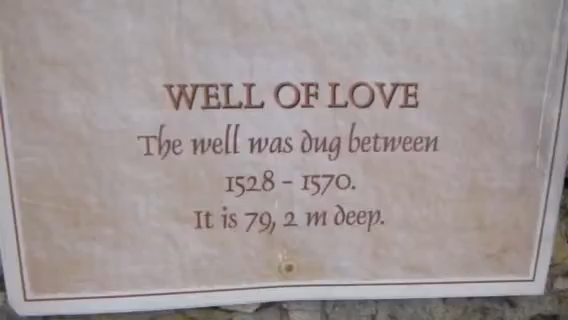 WELL OF LOVE
The well was dug between
1528 - 1570.
It is 79, 2 m deep.